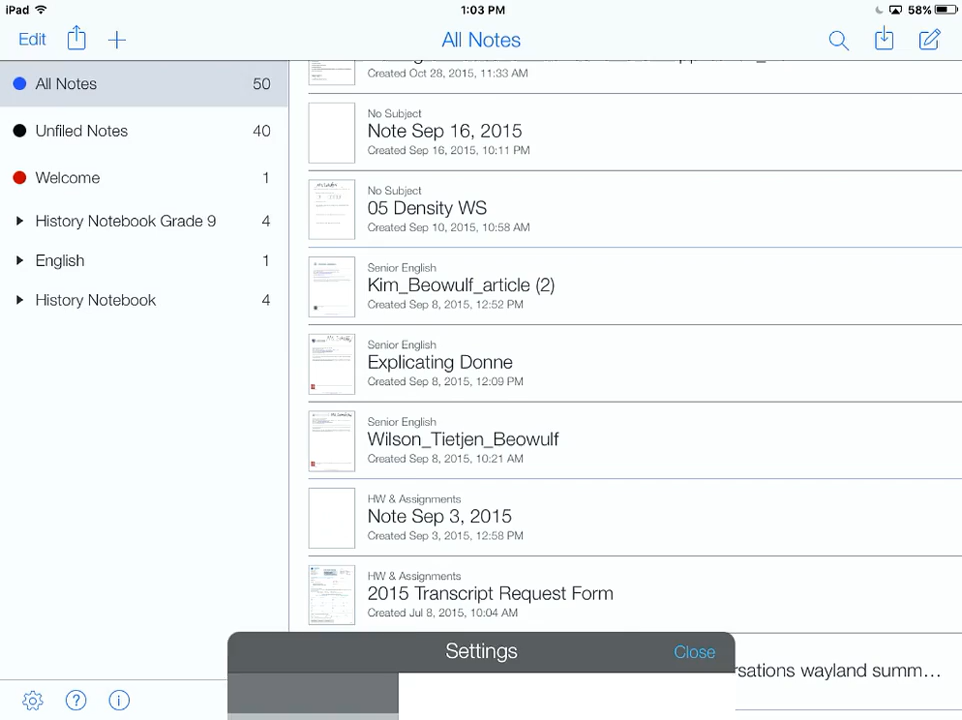 iPad 1:03 PM 58%
Edit All Notes
All Notes 50
Unfiled Notes 40
Welcome 1
History Notebook Grade 9 4
English 1
History Notebook 4
Created Oct 28, 2015, 11:33 AM
No Subject
Note Sep 16, 2015
Created Sep 16, 2015, 10:11 PM
No Subject
05 Density WS
Created Sep 10, 2015, 10:58 AM
Senior English
Kim_Beowulf_article (2)
Created Sep 8, 2015, 12:52 PM
Senior English
Explicating Donne
Created Sep 8, 2015, 12:09 PM
Senior English
Wilson_Tietjen_Beowulf
Created Sep 8, 2015, 10:21 AM
HW & Assignments
Note Sep 3, 2015
Created Sep 3, 2015, 12:58 PM
HW & Assignments
2015 Transcript Request Form
Created Jul 8, 2015, 10:04 AM
Settings Close
rsations wayland summ…